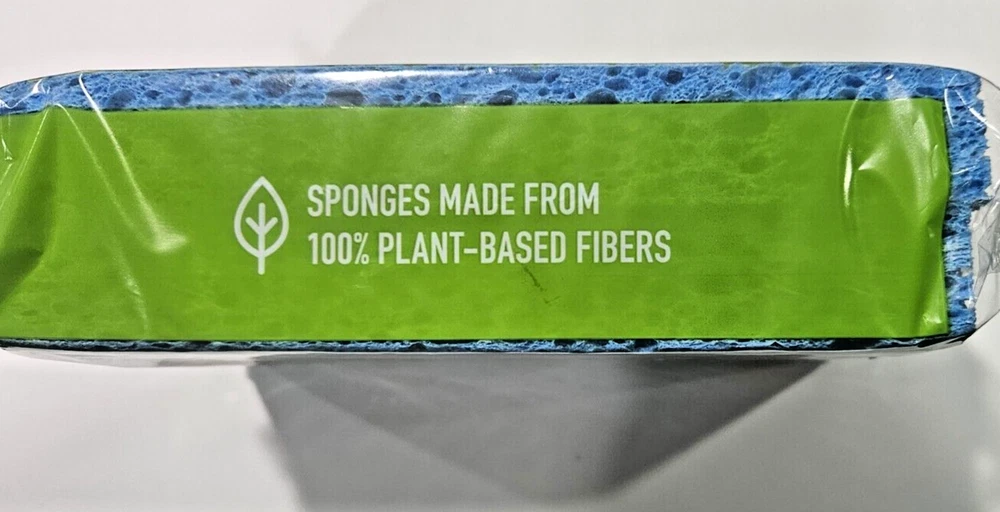 SPONGES MADE FROM
100% PLANT-BASED FIBERS